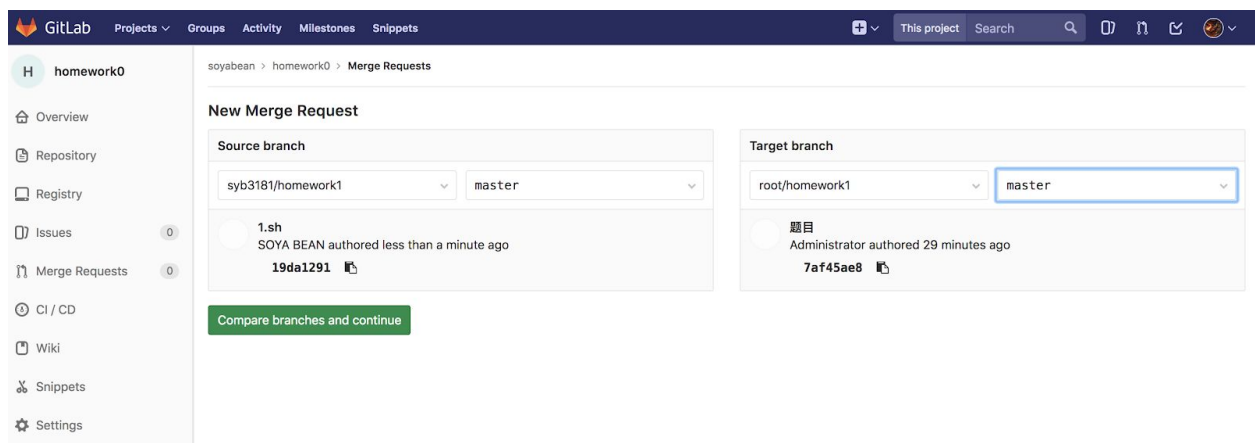 GitLab Projects Groups Activity Milestones Snippets This project Search
H homework0
soyabean > homework0 > Merge Requests
Overview
Repository
Registry
Issues 0
Merge Requests 0
CI / CD
Wiki
Snippets
Settings
New Merge Request
Source branch
syb3181/homework1 master
1.sh
SOYA BEAN authored less than a minute ago
19da1291
Target branch
root/homework1 master
题目
Administrator authored 29 minutes ago
7af45ae8
Compare branches and continue